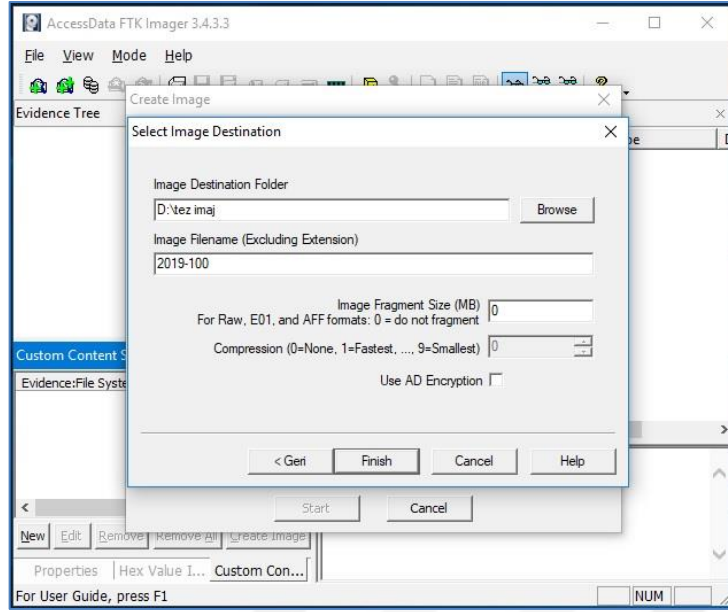 AccessData FTK Imager 3.4.3.3
File View Mode Help
Evidence Tree
Create Image
Select Image Destination
Image Destination Folder
D:\tez imaj
Browse
Image Filename (Excluding Extension)
2019-100
Image Fragment Size (MB)
For Raw, E01, and AFF formats: 0 = do not fragment
0
Compression (0=None, 1=Fastest, ..., 9=Smallest)
0
Use AD Encryption
< Geri
Finish
Cancel
Help
Custom Content S
Evidence:File Syste
Start
Cancel
New Edit Remove Remove All Create Image
Properties Hex Value I... Custom Con...
For User Guide, press F1
NUM